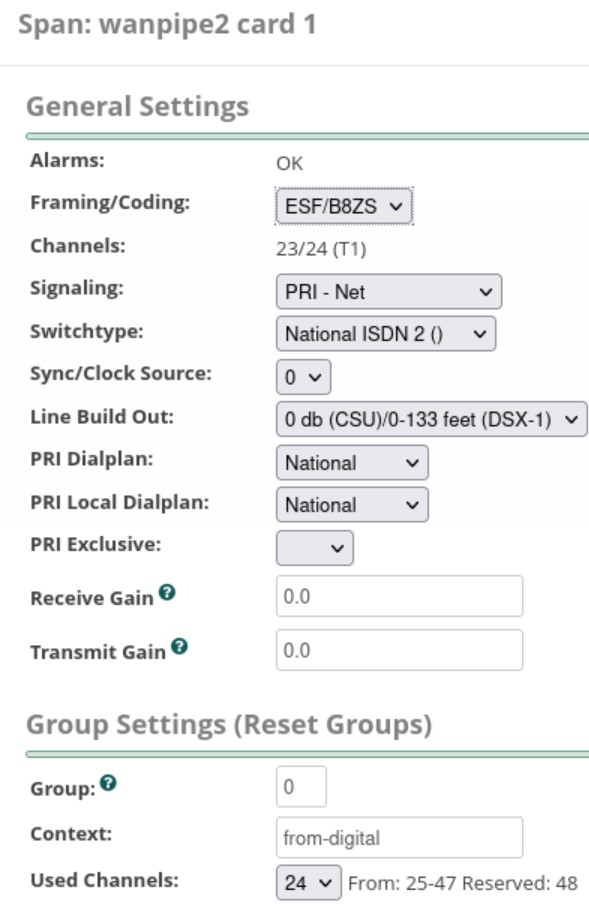 Span: wanpipe2 card 1
General Settings
Alarms: OK
Framing/Coding: ESF/B8ZS
Channels: 23/24 (T1)
Signaling: PRI - Net
Switchtype: National ISDN 2 ()
Sync/Clock Source: 0
Line Build Out: 0 db (CSU)/0-133 feet (DSX-1)
PRI Dialplan: National
PRI Local Dialplan: National
PRI Exclusive:
Receive Gain ? 0.0
Transmit Gain ? 0.0
Group Settings (Reset Groups)
Group: ? 0
Context: from-digital
Used Channels: 24 From: 25-47 Reserved: 48